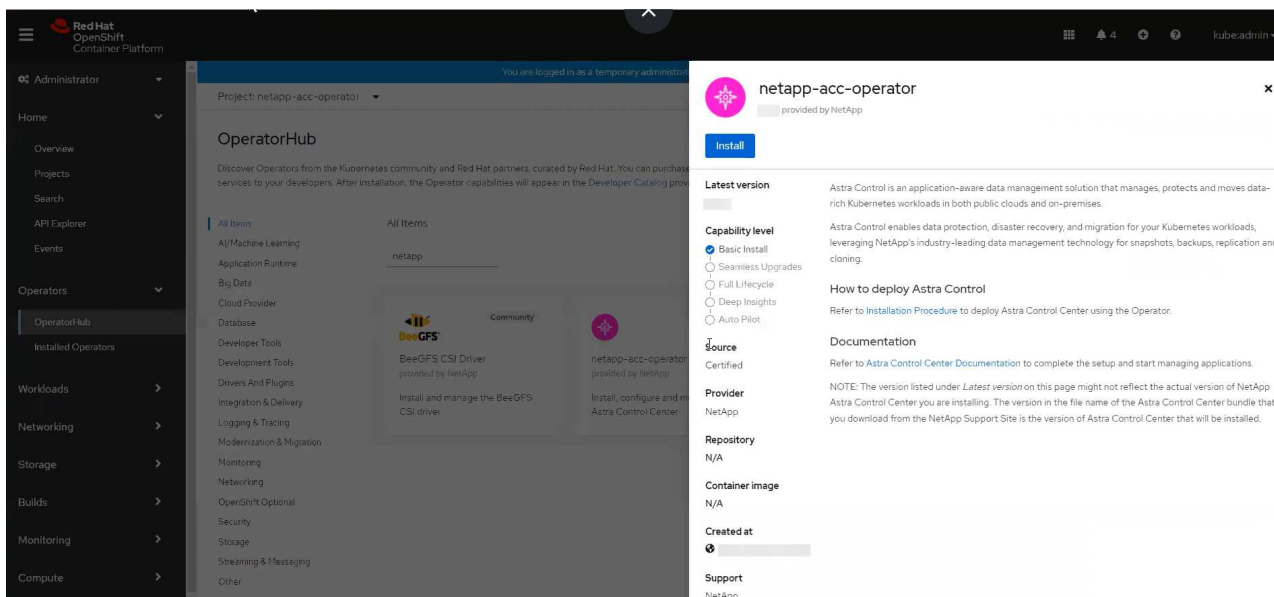 Red Hat
OpenShift
Container Platform
4
kube:admin
Administrator
Home
Overview
Projects
Search
API Explorer
Events
Operators
OperatorHub
Installed Operators
Workloads
Networking
Storage
Builds
Monitoring
Compute
You are logged in as a temporary administrat
Project: netapp-acc-operator
OperatorHub
Discover Operators from the Kubernetes community and Red Hat partners, curated by Red Hat. You can purchase
services to your developers. After installation, the Operator capabilities will appear in the Developer Catalog prov
All Items
AI/Machine Learning
Application Runtime
Big Data
Cloud Provider
Database
Developer Tools
Development Tools
Drivers And Plugins
Integration & Delivery
Logging & Tracing
Modernization & Migration
Monitoring
Networking
OpenShift Optional
Security
Storage
Streaming & Messaging
Other
All Items
netapp
BeeGFS
Community
BeeGFS CSI Driver
provided by NetApp
Install and manage the BeeGFS
CSI driver
netapp-acc-operator
provided by NetApp
Install, configure and m
Astra Control Center
netapp-acc-operator
provided by NetApp
Install
Latest version
Capability level
Basic Install
Seamless Upgrades
Full Lifecycle
Deep Insights
Auto Pilot
Source
Certified
Provider
NetApp
Repository
N/A
Container image
N/A
Created at
Support
NetApp
Astra Control is an application-aware data management solution that manages, protects and moves data-
rich Kubernetes workloads in both public clouds and on-premises.
Astra Control enables data protection, disaster recovery, and migration for your Kubernetes workloads,
leveraging NetApp's industry-leading data management technology for snapshots, backups, replication and
cloning.
How to deploy Astra Control
Refer to Installation Procedure to deploy Astra Control Center using the Operator.
Documentation
Refer to Astra Control Center Documentation to complete the setup and start managing applications.
NOTE: The version listed under Latest version on this page might not reflect the actual version of NetApp
Astra Control Center you are installing. The version in the file name of the Astra Control Center bundle that
you download from the NetApp Support Site is the version of Astra Control Center that will be installed.